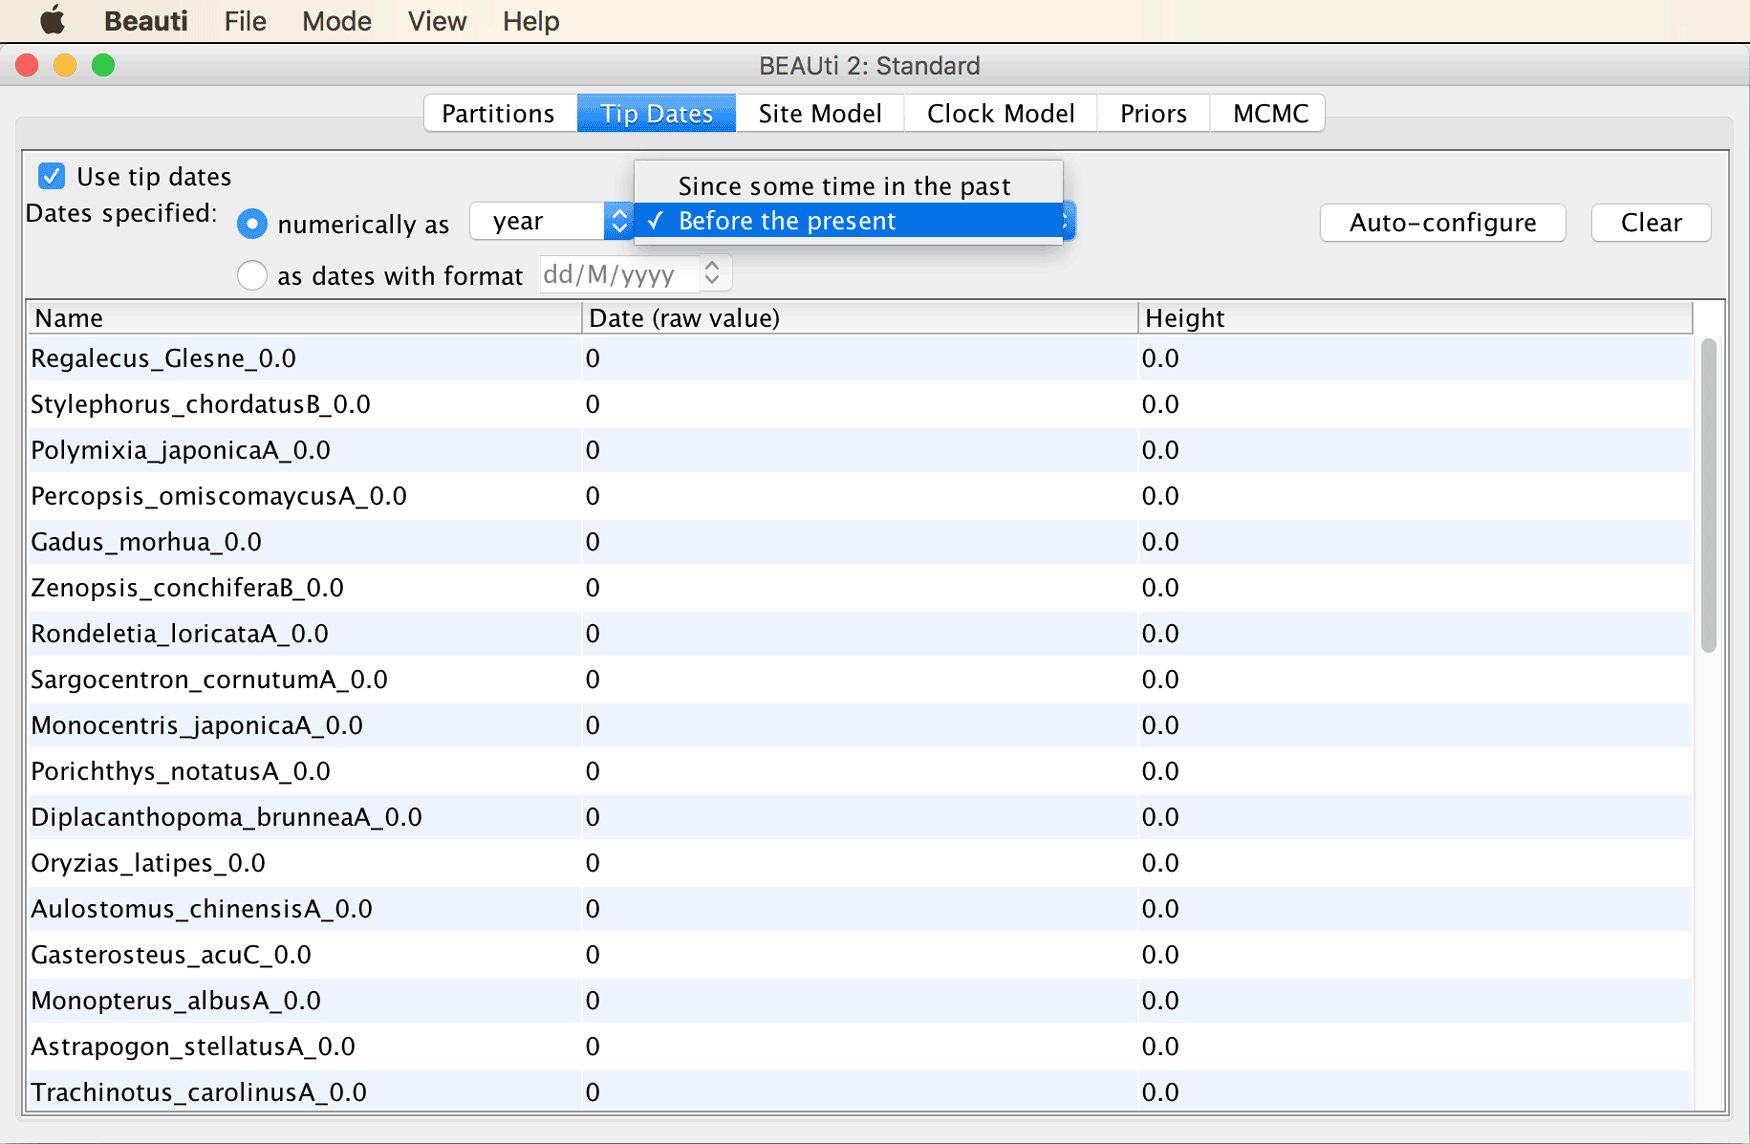 Beauti File Mode View Help
BEAUti 2: Standard
Partitions Tip Dates Site Model Clock Model Priors MCMC
Use tip dates
Since some time in the past
Dates specified: numerically as year ✓ Before the present Auto-configure Clear
as dates with format dd/M/yyyy
Name Date (raw value) Height
Regalecus_Glesne_0.0 0 0.0
Stylephorus_chordatusB_0.0 0 0.0
Polymixia_japonicaA_0.0 0 0.0
Percopsis_omiscomaycusA_0.0 0 0.0
Gadus_morhua_0.0 0 0.0
Zenopsis_conchiferaB_0.0 0 0.0
Rondeletia_loricataA_0.0 0 0.0
Sargocentron_cornutumA_0.0 0 0.0
Monocentris_japonicaA_0.0 0 0.0
Porichthys_notatusA_0.0 0 0.0
Diplacanthopoma_brunneaA_0.0 0 0.0
Oryzias_latipes_0.0 0 0.0
Aulostomus_chinensisA_0.0 0 0.0
Gasterosteus_acuC_0.0 0 0.0
Monopterus_albusA_0.0 0 0.0
Astrapogon_stellatusA_0.0 0 0.0
Trachinotus_carolinusA_0.0 0 0.0